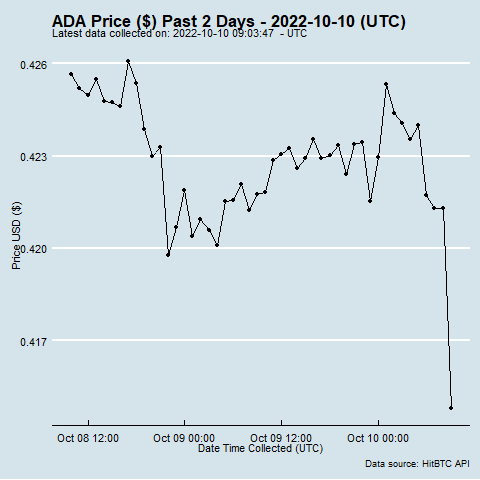 ADA Price ($) Past 2 Days - 2022-10-10 (UTC)
Latest data collected on: 2022-10-10 09:03:47  - UTC
0.426
0.423
0.420
0.417
Price USD ($)
Oct 08 12:00
Oct 09 00:00
Oct 09 12:00
Oct 10 00:00
Date Time Collected (UTC)
Data source: HitBTC API